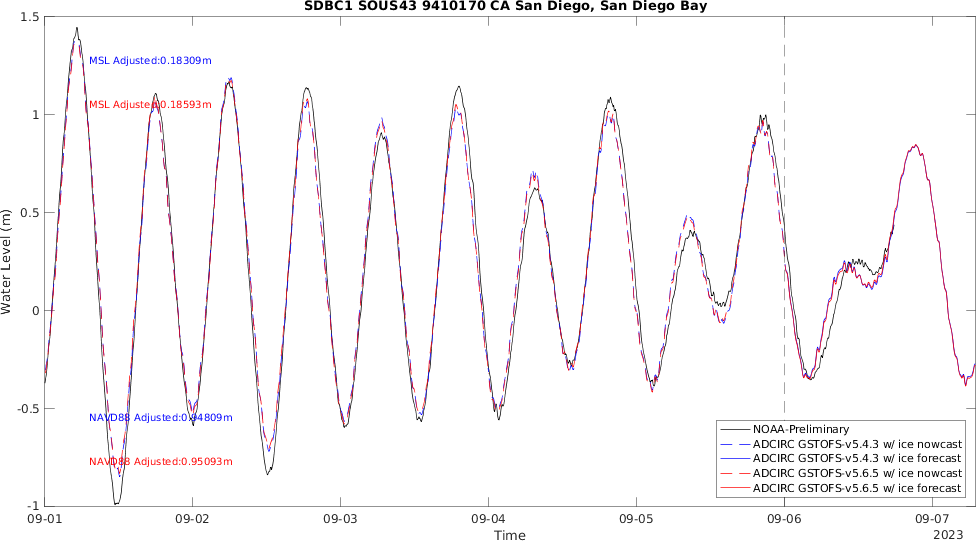 SDBC1 SOUS43 9410170 CA San Diego, San Diego Bay
1.5
MSL Adjusted:0.18309m
MSL Adjusted:0.18593m
1
0.5
Water Level (m)
0
-0.5
NAVD88 Adjusted:0.94809m
NAVD88 Adjusted:0.95093m
-1
NOAA-Preliminary
ADCIRC GSTOFS-v5.4.3 w/ ice nowcast
ADCIRC GSTOFS-v5.4.3 w/ ice forecast
ADCIRC GSTOFS-v5.6.5 w/ ice nowcast
ADCIRC GSTOFS-v5.6.5 w/ ice forecast
09-01 09-02 09-03 09-04 09-05 09-06 09-07
Time
2023